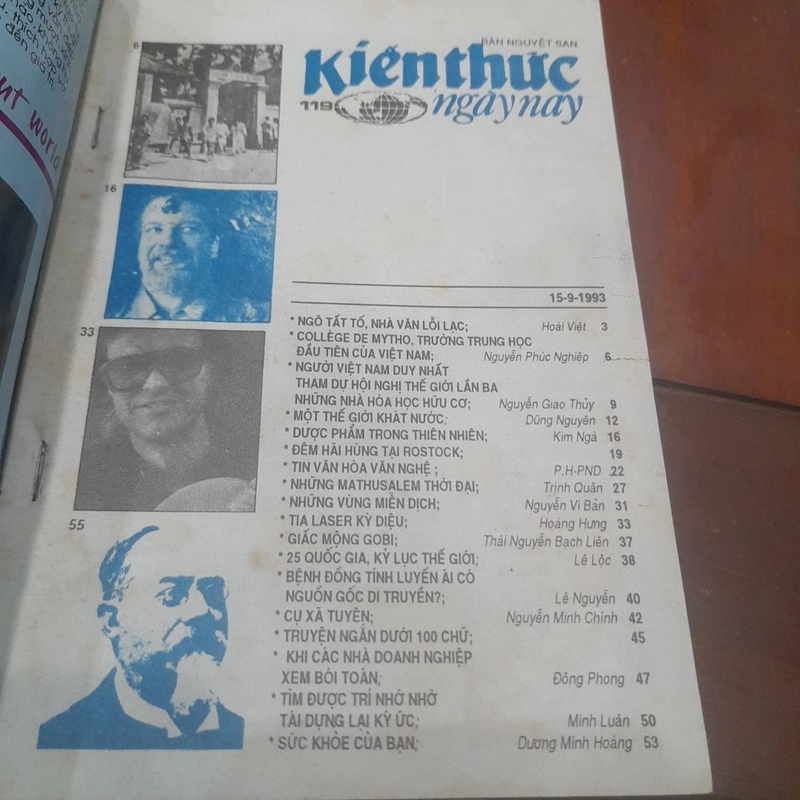 BÁN NGUYỆT SAN
Kiến thức
119 ngày nay
6
16
33
55
15-9-1993
* NGÔ TẤT TỐ, NHÀ VĂN LỖI LẠC; Hoài Việt 3
* COLLÈGE DE MYTHO, TRƯỜNG TRUNG HỌC
ĐẦU TIÊN CỦA VIỆT NAM; Nguyễn Phúc Nghiệp 6
* NGƯỜI VIỆT NAM DUY NHẤT
THAM DỰ HỘI NGHỊ THẾ GIỚI LẦN BA
NHỮNG NHÀ HÓA HỌC HỮU CƠ; Nguyễn Giao Thủy 9
* MỘT THẾ GIỚI KHÁT NƯỚC; Dũng Nguyên 12
* DƯỢC PHẨM TRONG THIÊN NHIÊN; Kim Ngà 16
* ĐÊM HÃI HÙNG TẠI ROSTOCK; 19
* TIN VĂN HÓA VĂN NGHỆ ; P.H-PND 22
* NHỮNG MATHUSALEM THỜI ĐẠI; Trịnh Quân 27
* NHỮNG VÙNG MIỄN DỊCH; Nguyễn Vi Bản 31
* TIA LASER KỲ DIỆU; Hoàng Hưng 33
* GIẤC MỘNG GOBI; Thái Nguyễn Bạch Liên 37
* 25 QUỐC GIA, KỶ LỤC THẾ GIỚI; Lê Lộc 38
* BỆNH ĐỒNG TÍNH LUYẾN ÁI CÓ
NGUỒN GỐC DI TRUYỀN?; Lê Nguyễn 40
* CỤ XÃ TUYÊN; Nguyễn Minh Chính 42
* TRUYỆN NGẮN DƯỚI 100 CHỮ; 45
* KHI CÁC NHÀ DOANH NGHIỆP
XEM BÓI TOÁN; Đông Phong 47
* TÌM ĐƯỢC TRÍ NHỚ NHỜ
TÁI DỰNG LẠI KÝ ỨC; Minh Luân 50
* SỨC KHỎE CỦA BẠN; Dương Minh Hoàng 53